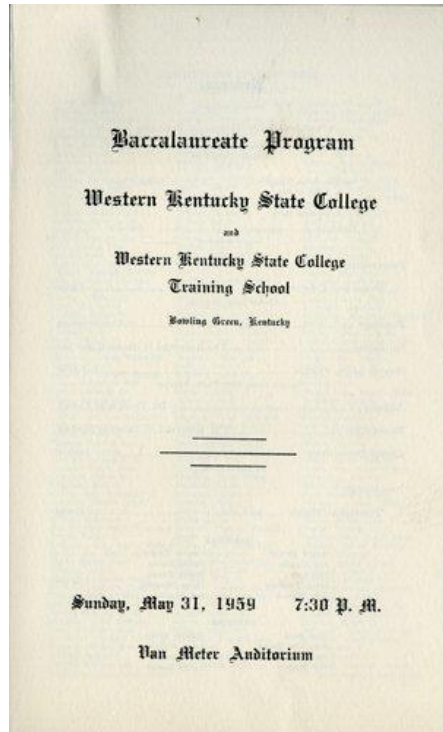 Baccalaureate Program
Western Kentucky State College
and
Western Kentucky State College
Training School
Bowling Green, Kentucky
Sunday, May 31, 1959 7:30 P. M.
Van Meter Auditorium